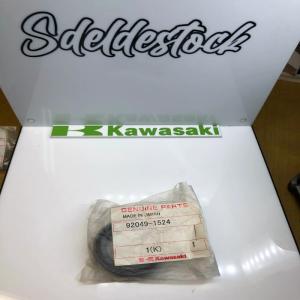 Sdeldestock
Kawasaki
GENUINE PARTS
MADE IN JAPAN
92049-1524
1(K)
Kawasaki